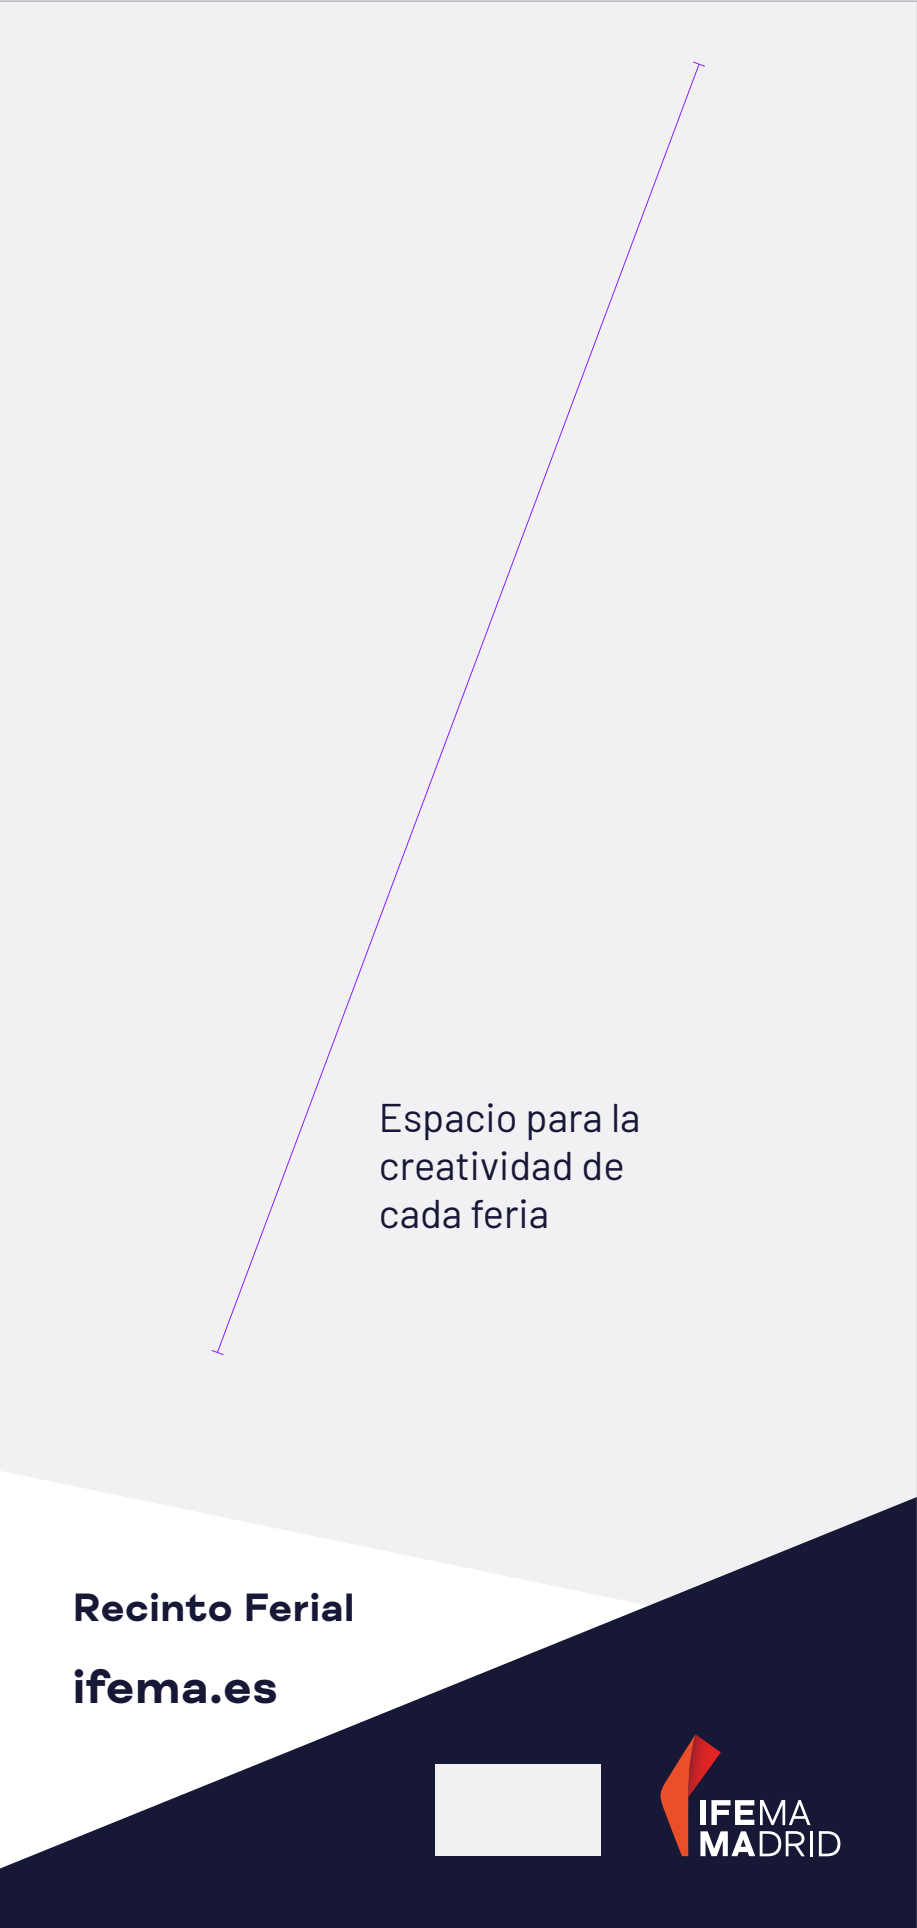 Espacio para la
creatividad de
cada feria
Recinto Ferial
ifema.es
IFEMA
MADRID